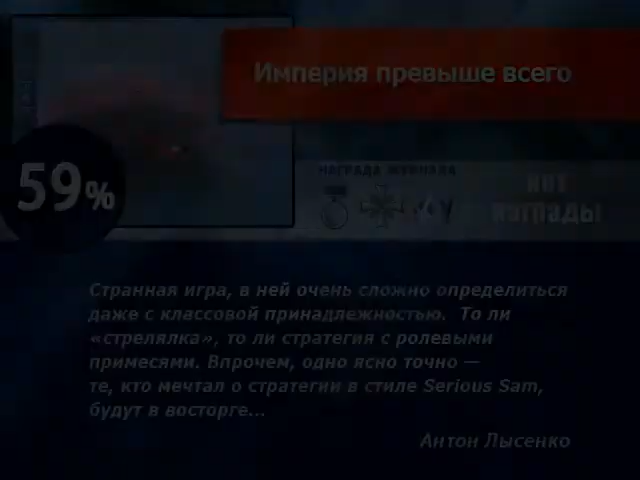 Империя превыше всего
59%
НАГРАДА ЖУРНАЛА
НЕТ
НАГРАДЫ
Странная игра, в ней очень сложно определиться
даже с классовой принадляежностью. То ли
«стрелялка», то ли стратегия с ролевыми
примесями. Впрочем, одно ясно точно —
те, кто мечтал о стратегии в стиле Serious Sam,
будут в восторге...
Антон Лысенко